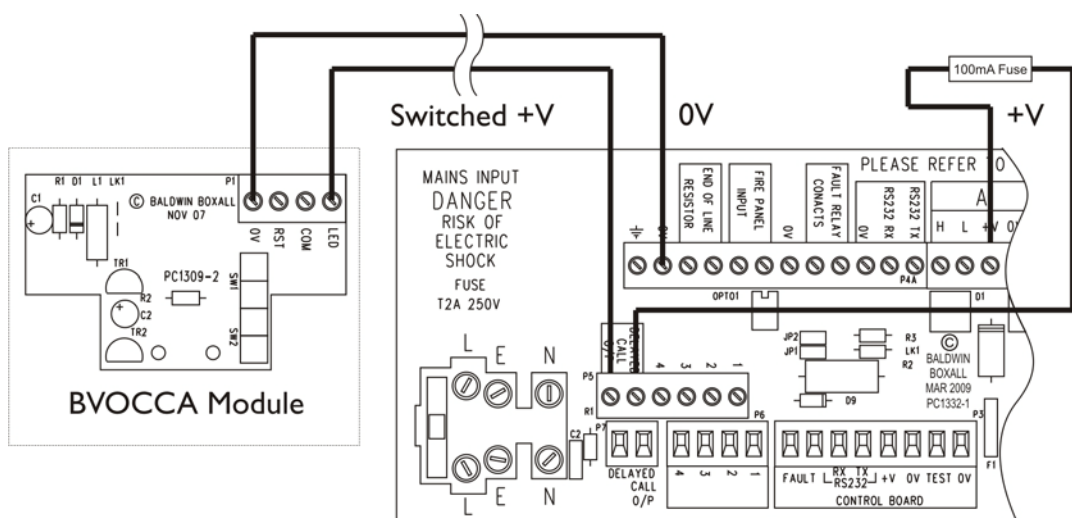 100mA Fuse
Switched +V
0V
+V
PLEASE REFER TO
MAINS INPUT
DANGER
RISK OF
ELECTRIC
SHOCK
FUSE
T2A 250V
END OF LINE
RESISTOR
FIRE PANEL
INPUT
0V
FAULT RELAY
CONACTS
0V
RS232 RX
RS232 TX
A
H
L
+V
0V
P4A
R1 D1 L1 LK1
C1
P1
© BALDWIN BOXALL
NOV 07
0V
RST
COM
LED
TR1
PC1309-2
R2
C2
TR2
SW1
SW2
BVOCCA Module
OPTO1
D1
JP2
JP1
R3
LK1
R2
D9
©
BALDWIN
BOXALL
MAR 2009
PC1332-1
P3
F1
L
E
N
L
E
N
DELAYED
CALL
O/P
4
3
2
1
P5
R1
P6
P7
C2
DELAYED
CALL
O/P
4
3
2
1
FAULT
RX TX
RS232
+V
0V
TEST
0V
CONTROL BOARD